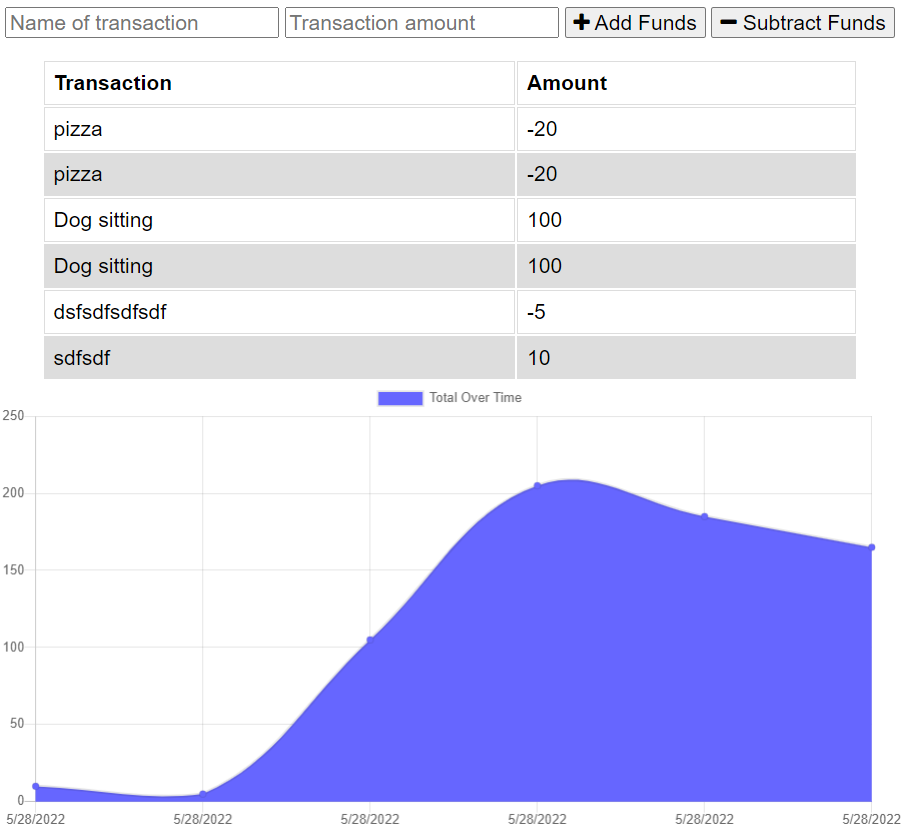 Name of transaction Transaction amount Add Funds Subtract Funds
Transaction Amount
pizza -20
pizza -20
Dog sitting 100
Dog sitting 100
dsfsdfsdfsdf -5
sdfsdf 10
Total Over Time
250
200
150
100
50
0
5/28/2022 5/28/2022 5/28/2022 5/28/2022 5/28/2022 5/28/2022